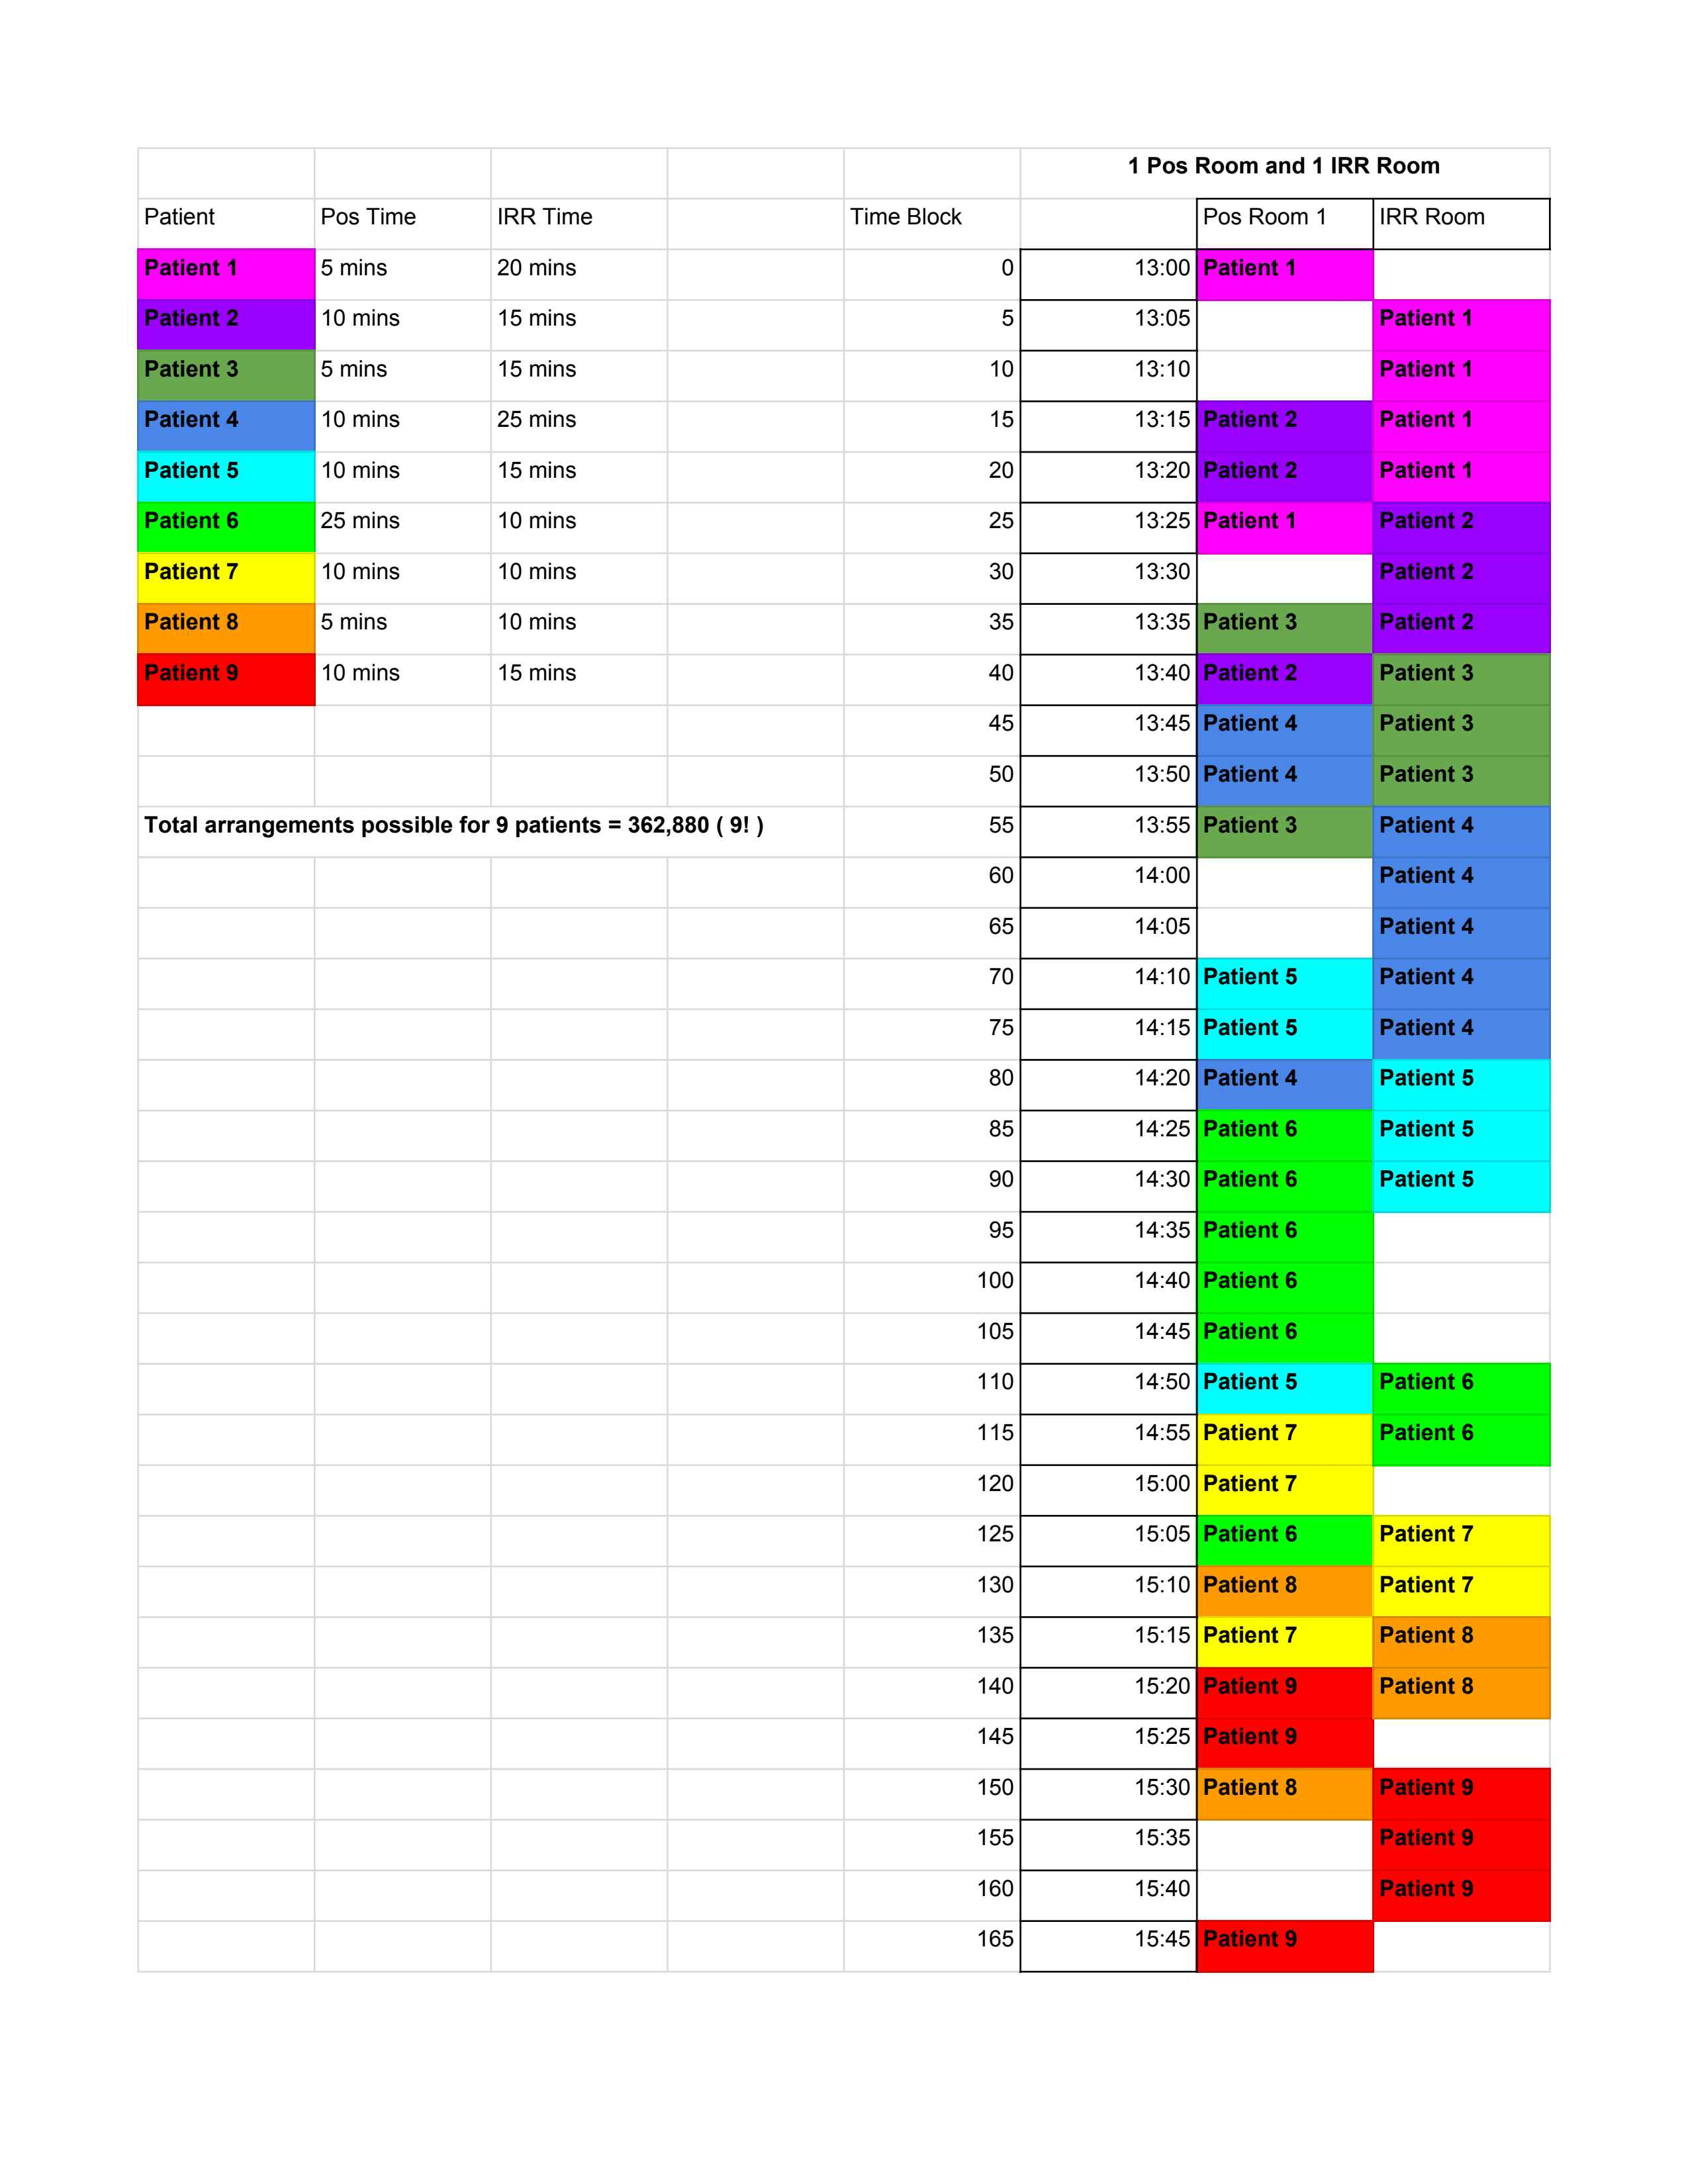 1 Pos Room and 1 IRR Room
Patient Pos Time IRR Time Time Block Pos Room 1 IRR Room
Patient 1 5 mins 20 mins 0 13:00 Patient 1
Patient 2 10 mins 15 mins 5 13:05 Patient 1
Patient 3 5 mins 15 mins 10 13:10 Patient 1
Patient 4 10 mins 25 mins 15 13:15 Patient 2 Patient 1
Patient 5 10 mins 15 mins 20 13:20 Patient 2 Patient 1
Patient 6 25 mins 10 mins 25 13:25 Patient 1 Patient 2
Patient 7 10 mins 10 mins 30 13:30 Patient 2
Patient 8 5 mins 10 mins 35 13:35 Patient 3 Patient 2
Patient 9 10 mins 15 mins 40 13:40 Patient 2 Patient 3
45 13:45 Patient 4 Patient 3
50 13:50 Patient 4 Patient 3
Total arrangements possible for 9 patients = 362,880 ( 9! ) 55 13:55 Patient 3 Patient 4
60 14:00 Patient 4
65 14:05 Patient 4
70 14:10 Patient 5 Patient 4
75 14:15 Patient 5 Patient 4
80 14:20 Patient 4 Patient 5
85 14:25 Patient 6 Patient 5
90 14:30 Patient 6 Patient 5
95 14:35 Patient 6
100 14:40 Patient 6
105 14:45 Patient 6
110 14:50 Patient 5 Patient 6
115 14:55 Patient 7 Patient 6
120 15:00 Patient 7
125 15:05 Patient 6 Patient 7
130 15:10 Patient 8 Patient 7
135 15:15 Patient 7 Patient 8
140 15:20 Patient 9 Patient 8
145 15:25 Patient 9
150 15:30 Patient 8 Patient 9
155 15:35 Patient 9
160 15:40 Patient 9
165 15:45 Patient 9